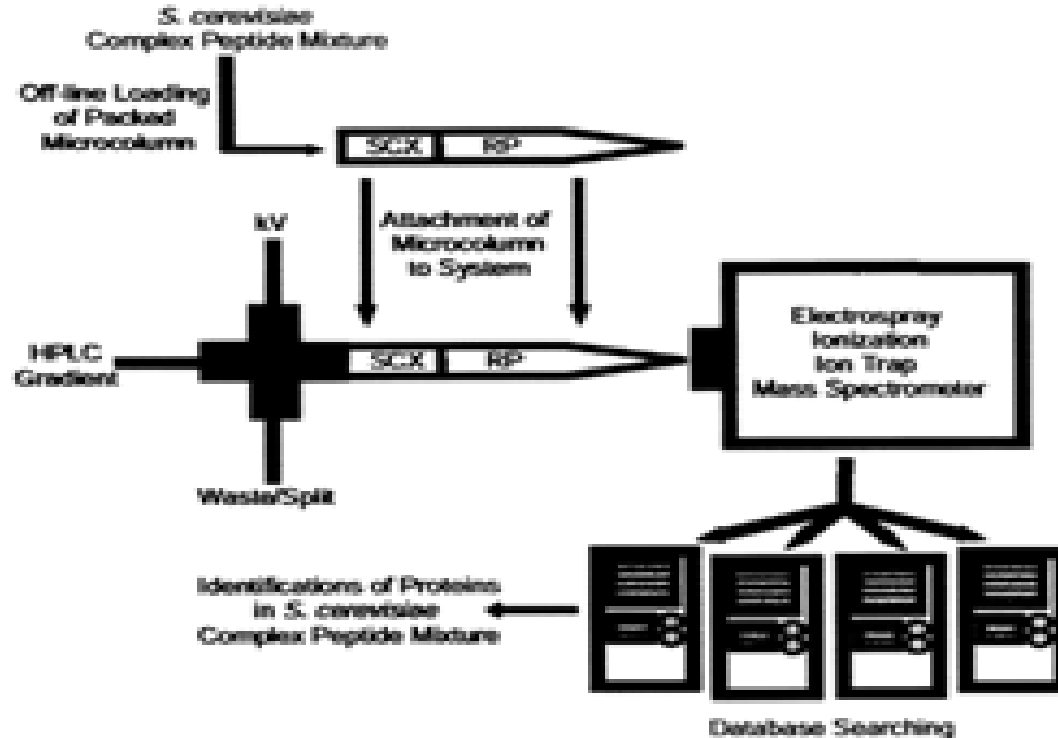 S. cerevisiae
Complex Peptide Mixture
Off-line Loading
of Packed
Microcolumn
SCX RP
Attachment of
Microcolumn
to System
kV
HPLC
Gradient
SCX RP
Electrospray
Ionization
Ion Trap
Mass Spectrometer
Waste/Split
Identifications of Proteins
in S. cerevisiae
Complex Peptide Mixture
Database Searching